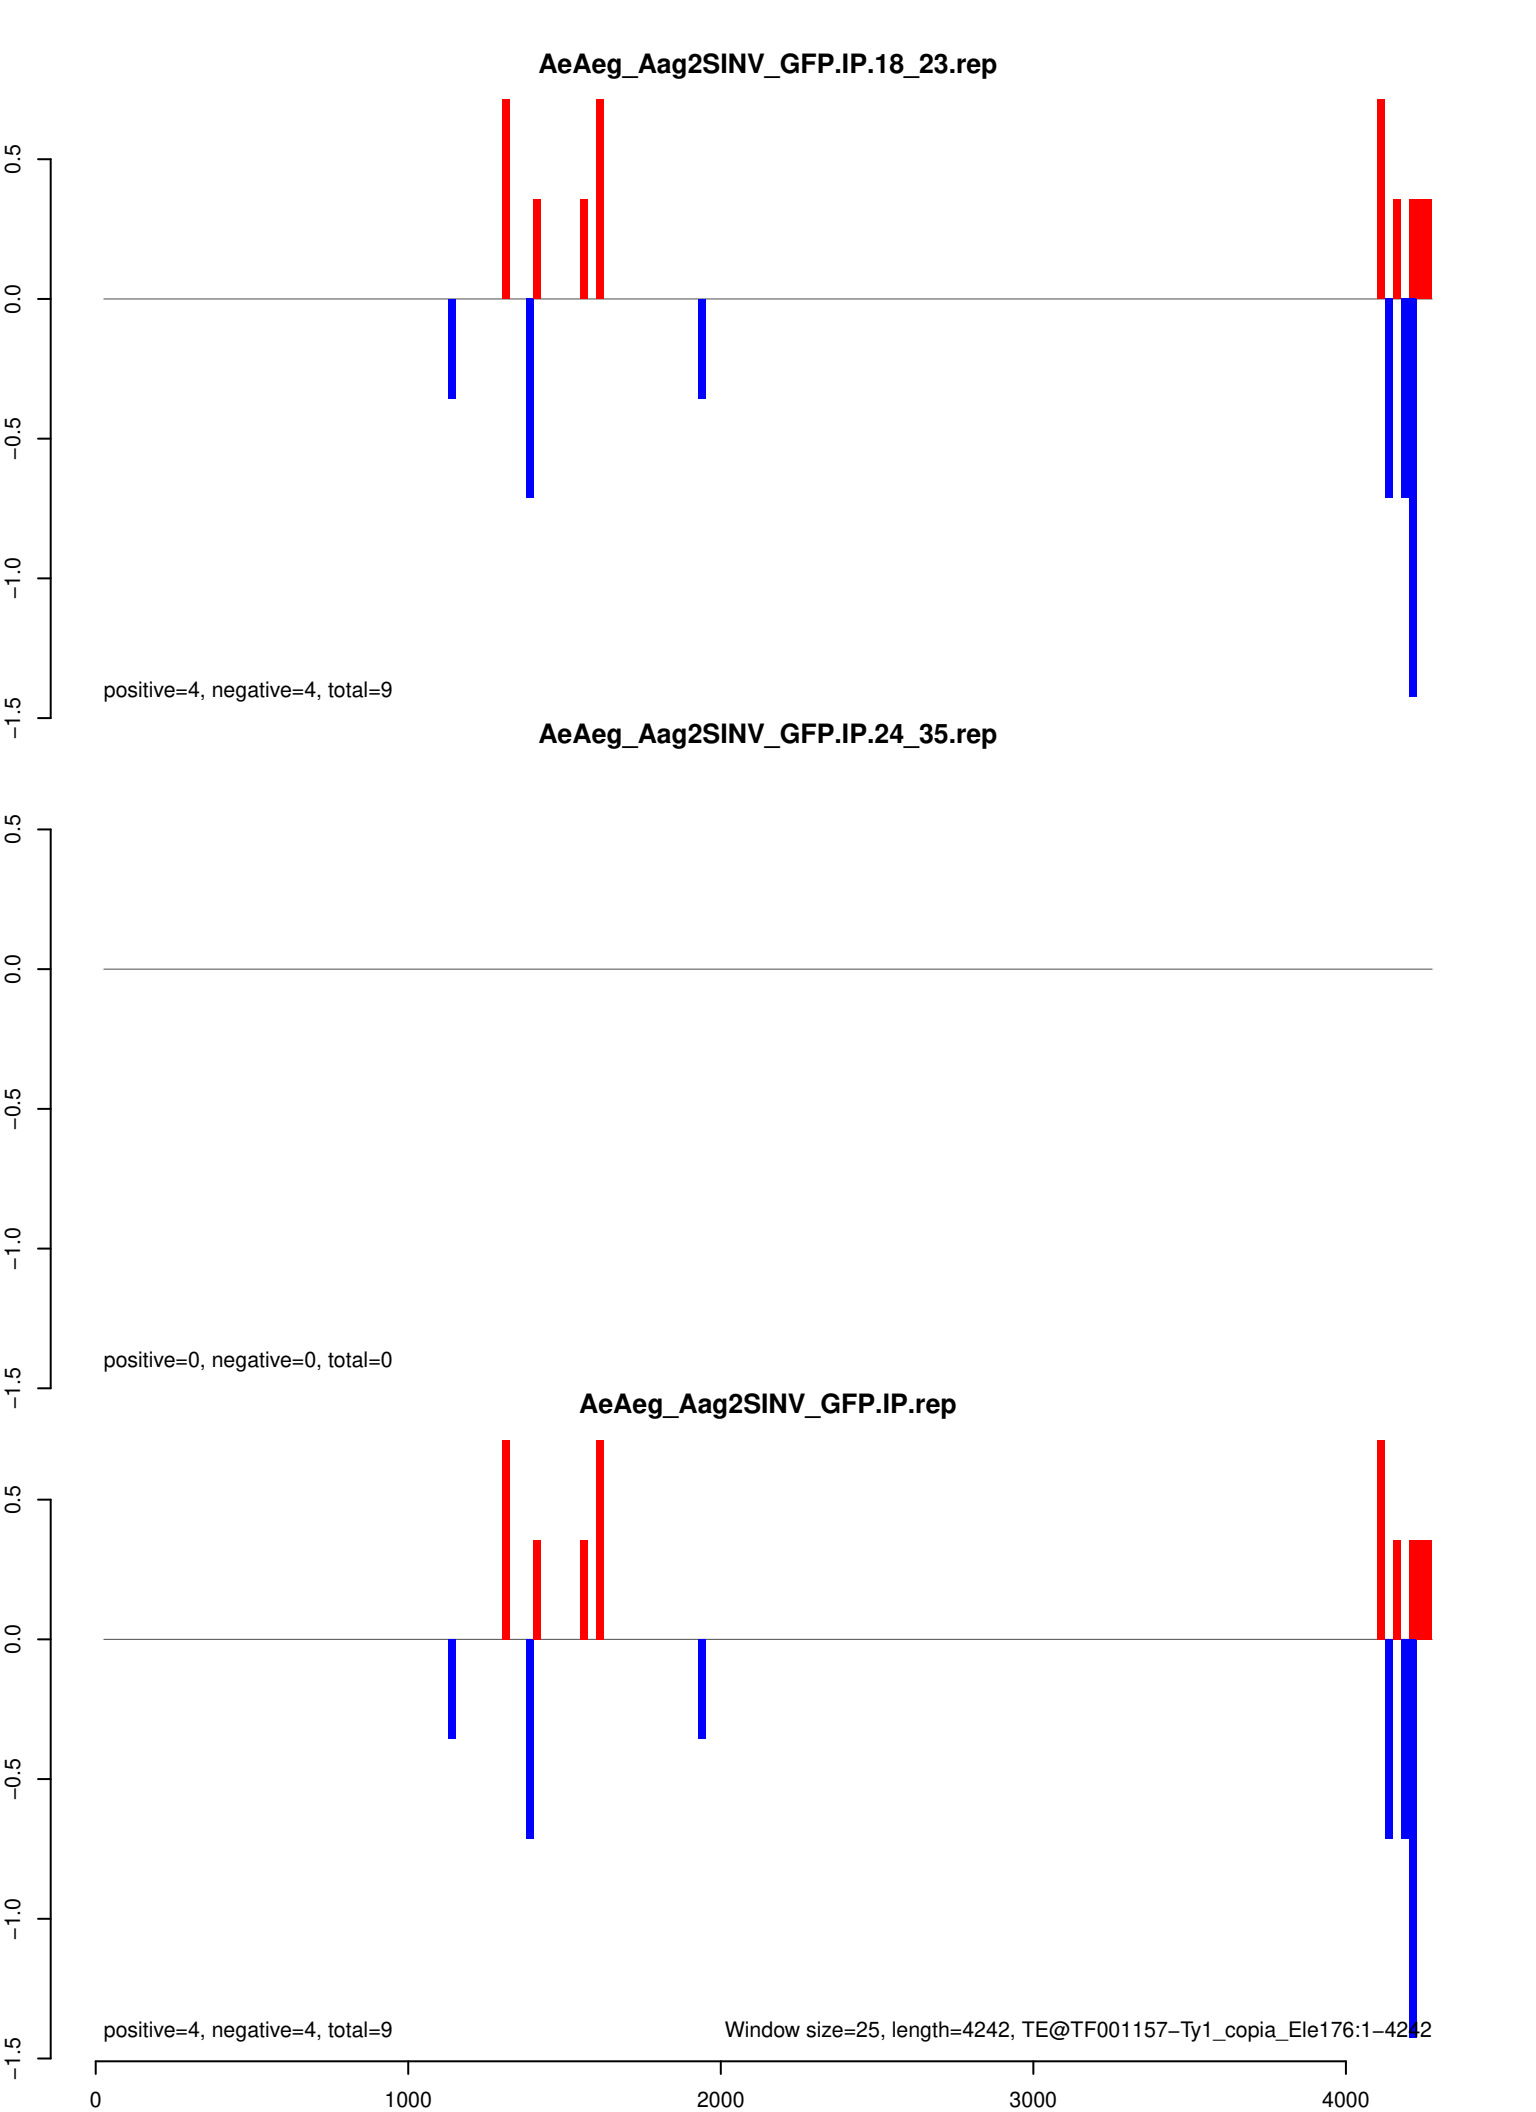 AeAeg_Aag2SINV_GFP.IP.18_23.rep
0.5
0.0
−0.5
−1.0
−1.5
positive=4, negative=4, total=9
AeAeg_Aag2SINV_GFP.IP.24_35.rep
0.5
0.0
−0.5
−1.0
−1.5
positive=0, negative=0, total=0
AeAeg_Aag2SINV_GFP.IP.rep
0.5
0.0
−0.5
−1.0
−1.5
positive=4, negative=4, total=9
Window size=25, length=4242, TE@TF001157−Ty1_copia_Ele176:1−4242
0 1000 2000 3000 4000